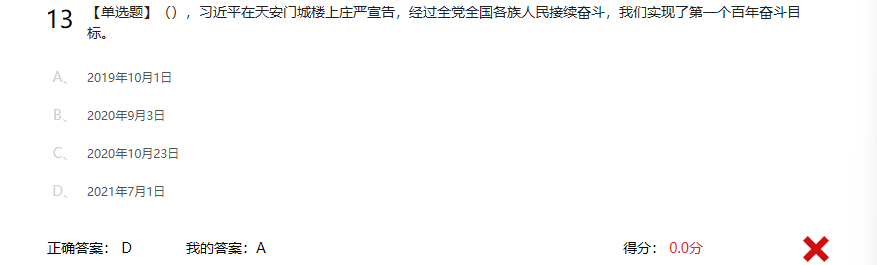 13 【单选题】（），习近平在天安门城楼上庄严宣告，经过全党全国各族人民接续奋斗，我们实现了第一个百年奋斗目
标。
A、 2019年10月1日
B、 2020年9月3日
C、 2020年10月23日
D、 2021年7月1日
正确答案： D 我的答案：A 得分： 0.0分